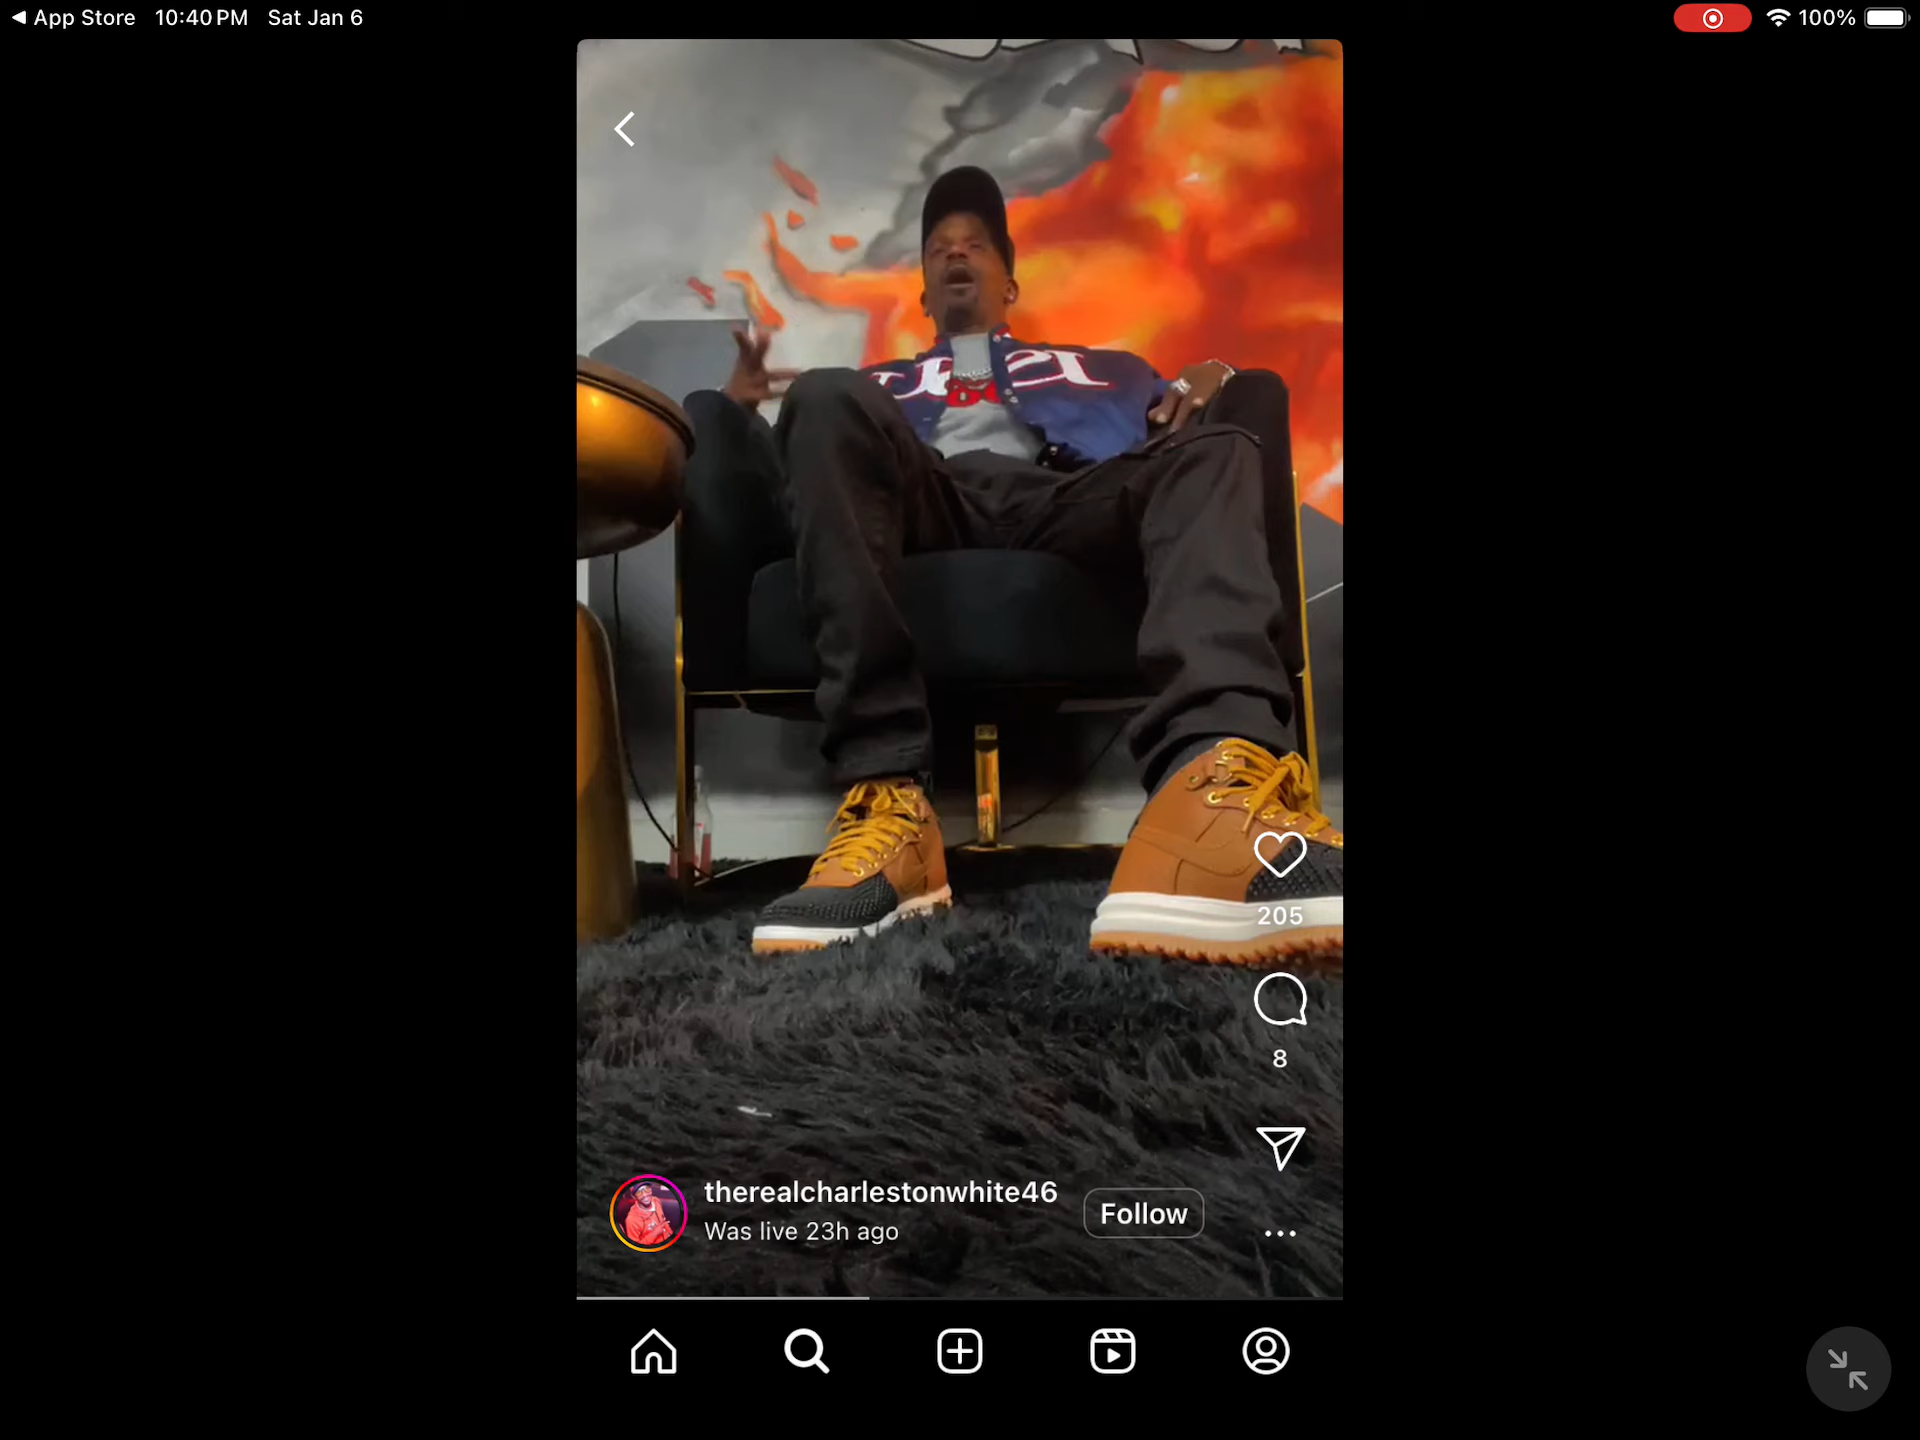 App Store 10:40 PM Sat Jan 6 100%
205
8
therealcharlestonwhite46
Was live 23h ago
Follow